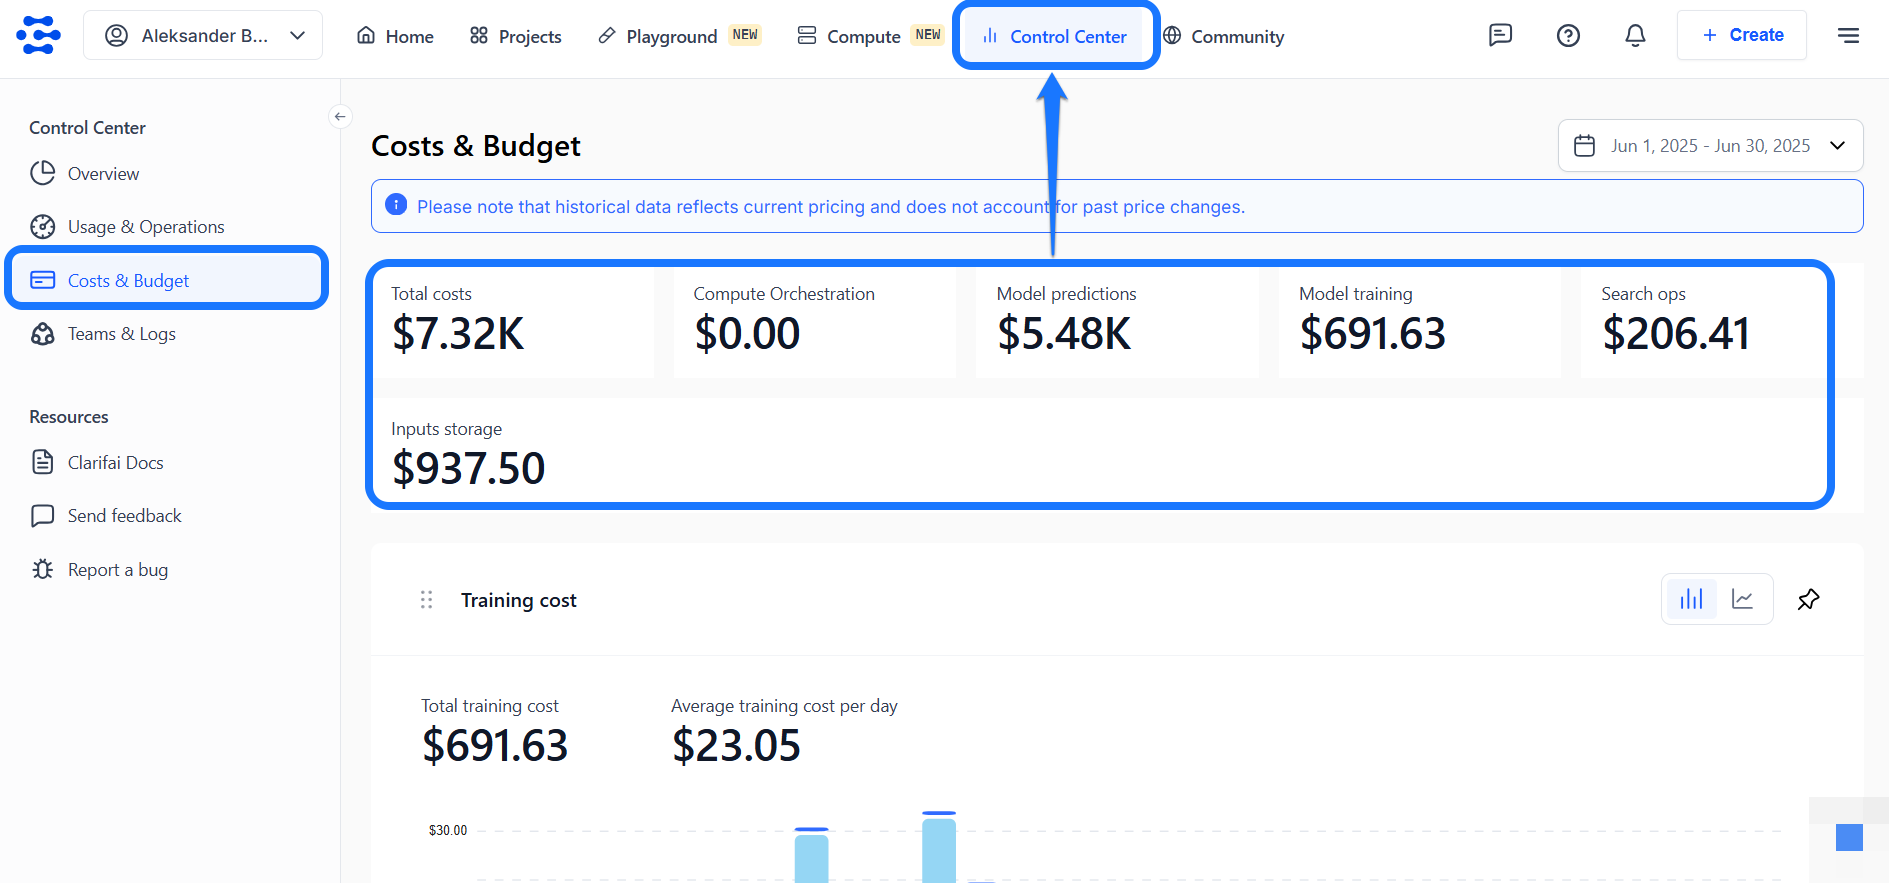 Aleksander B... Home Projects Playground NEW Compute NEW Control Center Community + Create
Control Center
Overview
Usage & Operations
Costs & Budget
Teams & Logs
Resources
Clarifai Docs
Send feedback
Report a bug
Costs & Budget
Jun 1, 2025 - Jun 30, 2025
Please note that historical data reflects current pricing and does not account for past price changes.
Total costs Compute Orchestration Model predictions Model training Search ops
$7.32K $0.00 $5.48K $691.63 $206.41
Inputs storage
$937.50
Training cost
Total training cost Average training cost per day
$691.63 $23.05
$30.00